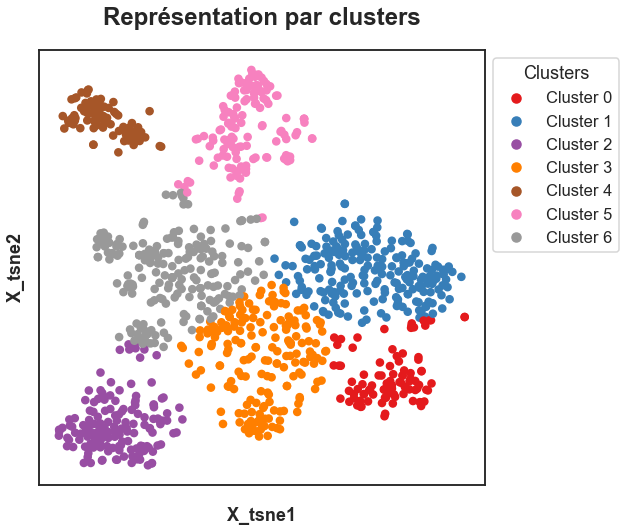 Représentation par clusters
Clusters
Cluster 0
Cluster 1
Cluster 2
Cluster 3
Cluster 4
Cluster 5
Cluster 6
X_tsne2
X_tsne1